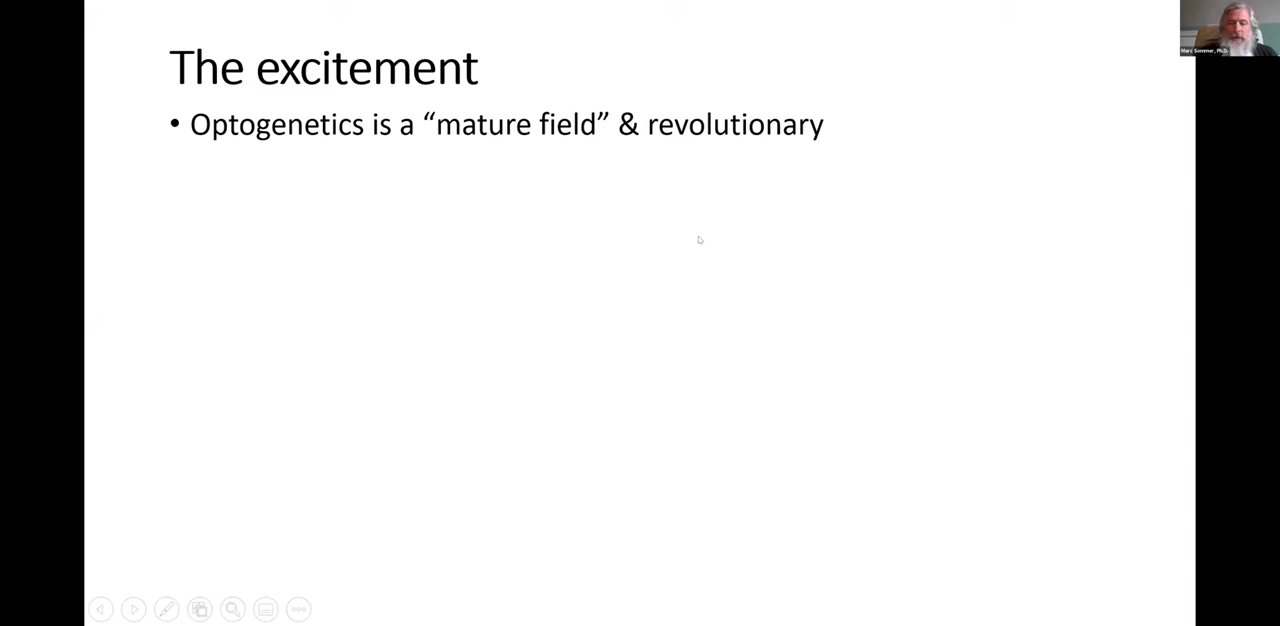 The excitement
• Optogenetics is a “mature field” & revolutionary
Marc Sommer, Ph.D.